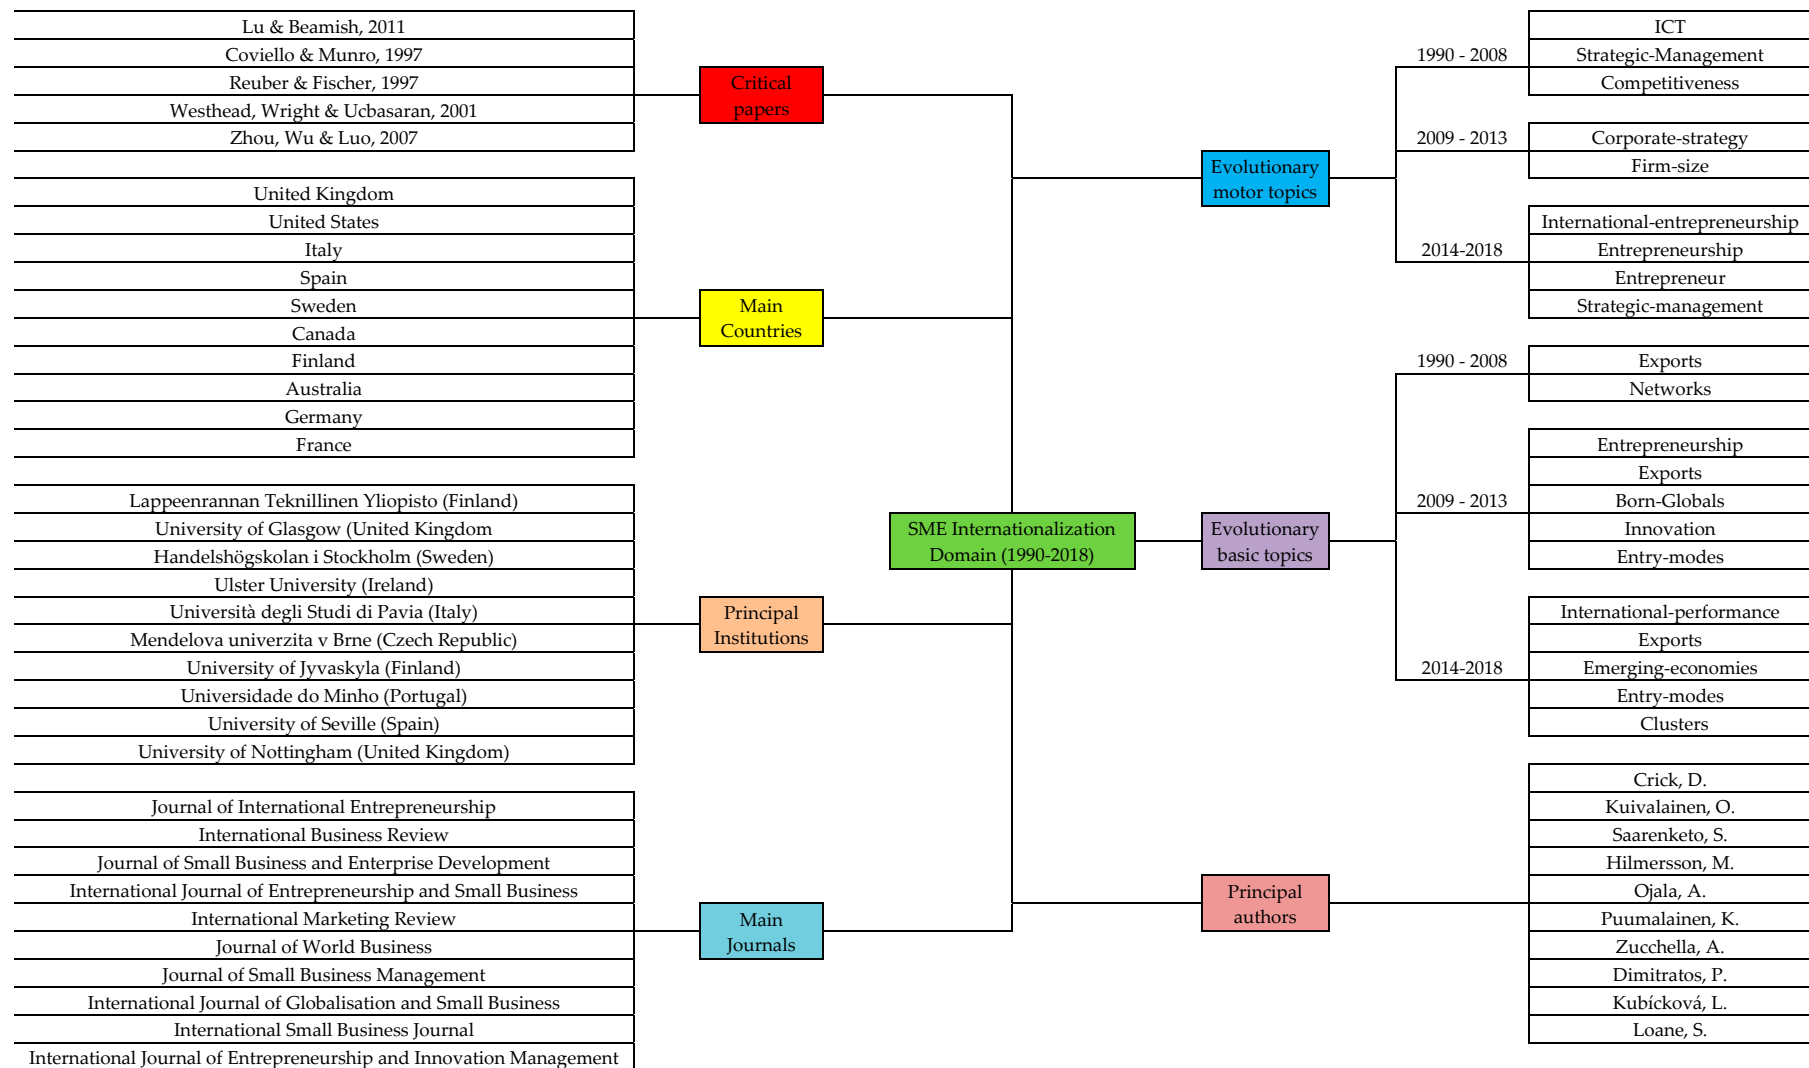 Lu & Beamish, 2011
Coviello & Munro, 1997
Reuber & Fischer, 1997
Westhead, Wright & Ucbasaran, 2001
Zhou, Wu & Luo, 2007
Critical
papers
United Kingdom
United States
Italy
Spain
Sweden
Canada
Finland
Australia
Germany
France
Main
Countries
Lappeenrannan Teknillinen Yliopisto (Finland)
University of Glasgow (United Kingdom
Handelshögskolan i Stockholm (Sweden)
Ulster University (Ireland)
Università degli Studi di Pavia (Italy)
Mendelova univerzita v Brne (Czech Republic)
University of Jyvaskyla (Finland)
Universidade do Minho (Portugal)
University of Seville (Spain)
University of Nottingham (United Kingdom)
Principal
Institutions
Journal of International Entrepreneurship
International Business Review
Journal of Small Business and Enterprise Development
International Journal of Entrepreneurship and Small Business
International Marketing Review
Journal of World Business
Journal of Small Business Management
International Journal of Globalisation and Small Business
International Small Business Journal
International Journal of Entrepreneurship and Innovation Management
Main
Journals
SME Internationalization
Domain (1990-2018)
Evolutionary
motor topics
1990 - 2008
ICT
Strategic-Management
Competitiveness
2009 - 2013
Corporate-strategy
Firm-size
2014-2018
International-entrepreneurship
Entrepreneurship
Entrepreneur
Strategic-management
Evolutionary
basic topics
1990 - 2008
Exports
Networks
2009 - 2013
Entrepreneurship
Exports
Born-Globals
Innovation
Entry-modes
2014-2018
International-performance
Exports
Emerging-economies
Entry-modes
Clusters
Principal
authors
Crick, D.
Kuivalainen, O.
Saarenketo, S.
Hilmersson, M.
Ojala, A.
Puumalainen, K.
Zucchella, A.
Dimitratos, P.
Kubícková, L.
Loane, S.